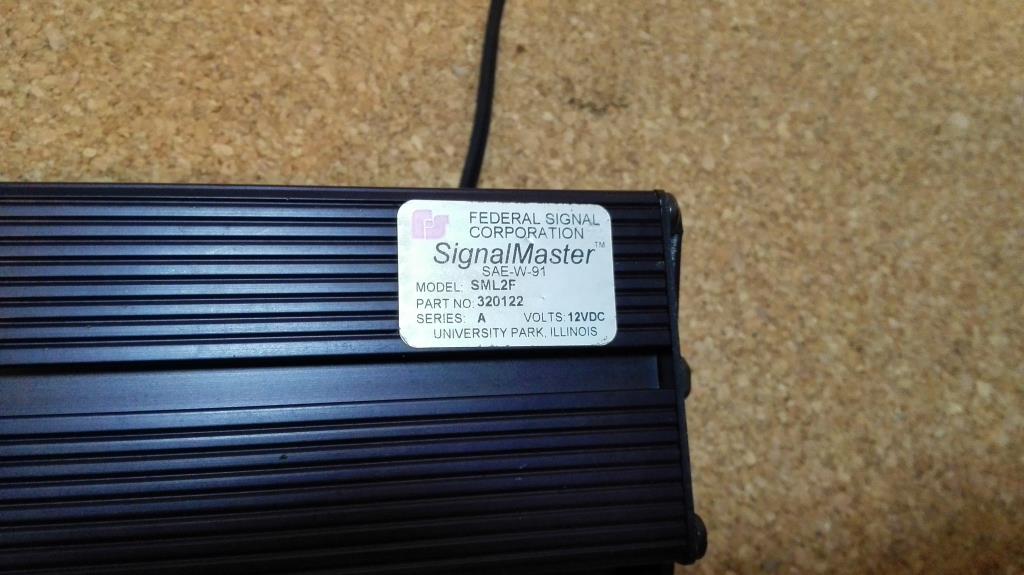 FEDERAL SIGNAL
CORPORATION
SignalMaster™
SAE-W-91
MODEL: SML2F
PART NO: 320122
SERIES: A VOLTS: 12VDC
UNIVERSITY PARK, ILLINOIS